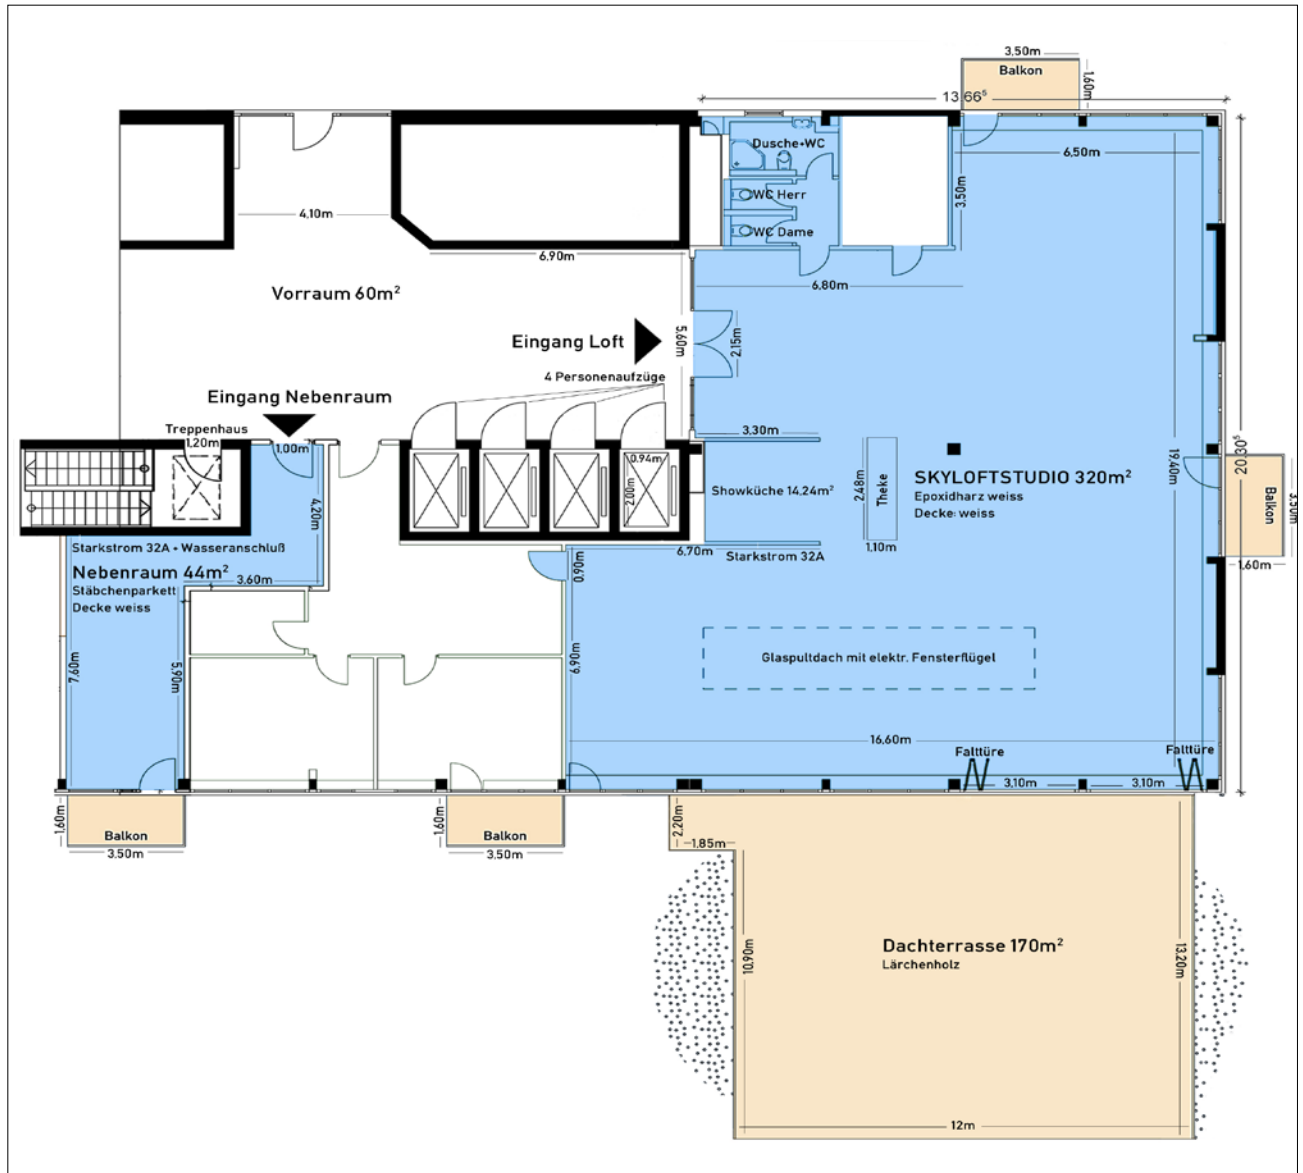 3,50m
Balkon
1,60m
13 66⁵
Dusche+WC
6,50m
WC Herr
3,50m
4,10m
WC Dame
6,90m
6,80m
Vorraum 60m²
Eingang Loft
5,60m
2,15m
4 Personenaufzüge
Eingang Nebenraum
Treppenhaus
1,20m
1,00m
3,30m
0,94m
2,00m
4,20m
Showküche 14,24m²
2,48m
Theke
SKYLOFTSTUDIO 320m²
Epoxidharz weiss
Decke: weiss
19,40m
20 30⁵
Balkon
3,50m
1,60m
1,10m
6,70m
Starkstrom 32A
0,90m
Starkstrom 32A + Wasseranschluß
Nebenraum 44m²
3,60m
Stäbchenparkett
Decke weiss
7,60m
5,90m
6,90m
Glaspultdach mit elektr. Fensterflügel
16,60m
Falttüre
Falttüre
3,10m
3,10m
1,60m
Balkon
3,50m
1,60m
Balkon
3,50m
2,20m
1,85m
Dachterrasse 170m²
Lärchenholz
10,90m
13,20m
12m